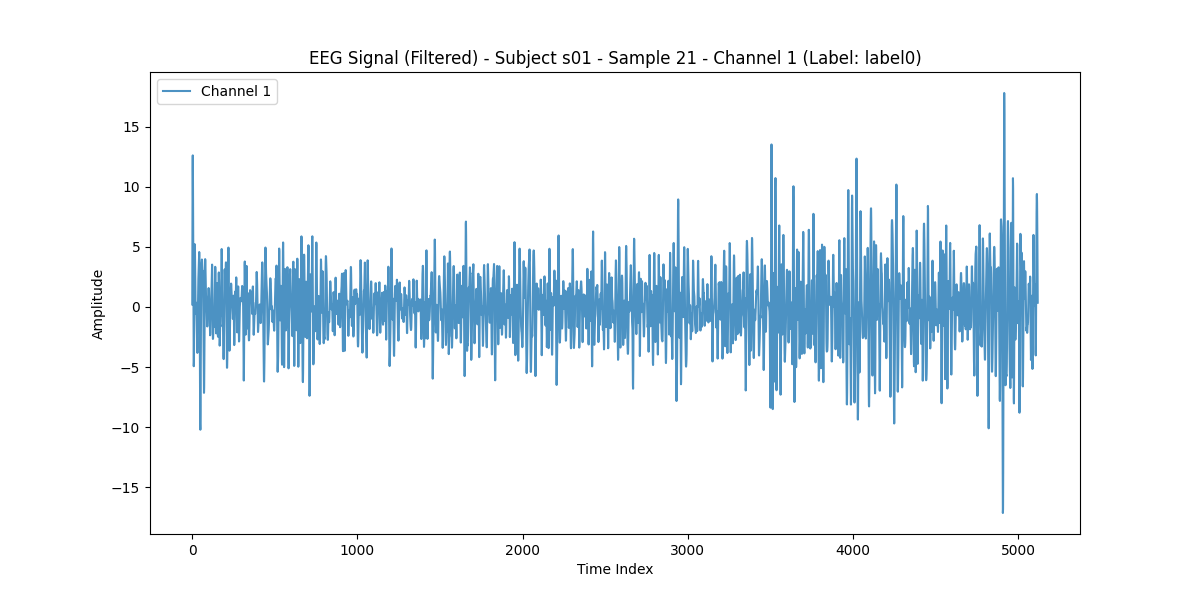 EEG Signal (Filtered) - Subject s01 - Sample 21 - Channel 1 (Label: label0)
Channel 1
15
10
5
0
−5
−10
−15
Amplitude
0 1000 2000 3000 4000 5000
Time Index